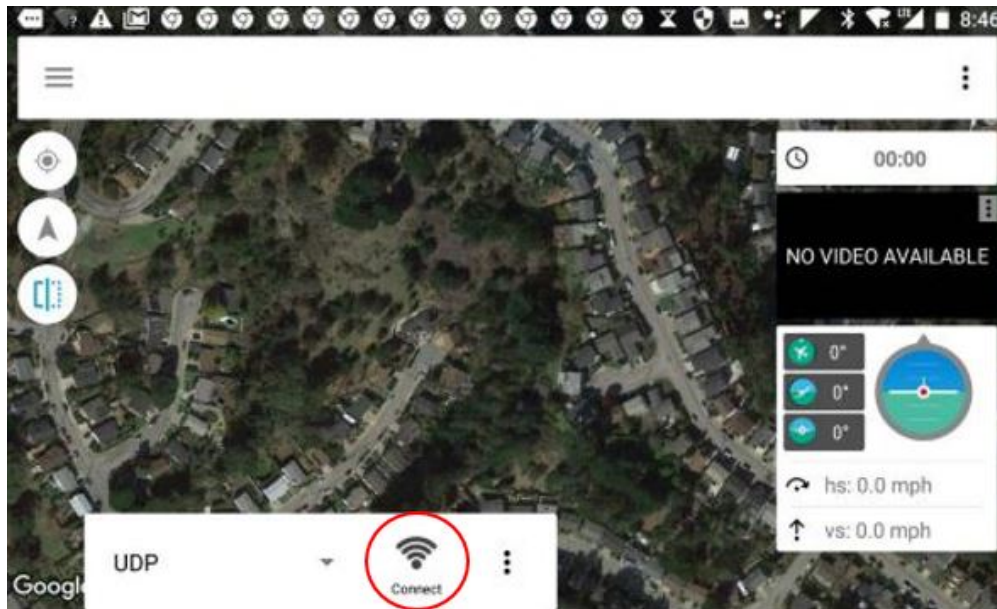 LTE 8:46
00:00
NO VIDEO AVAILABLE
0°
0°
0°
hs: 0.0 mph
vs: 0.0 mph
UDP
Connect
Google